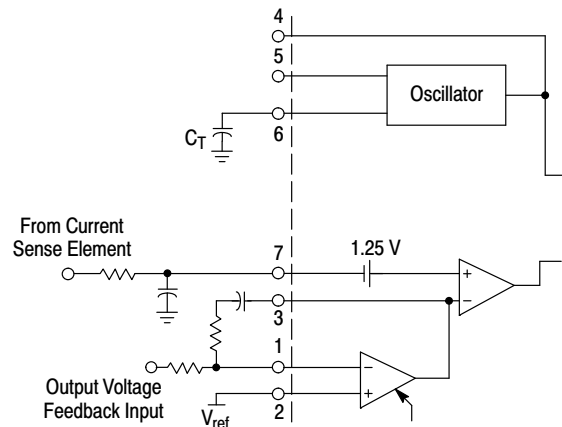 4
5
Oscillator
6
C_T
From Current
Sense Element
7
1.25 V
+
−
3
1
−
+
Output Voltage
Feedback Input
V_ref
2